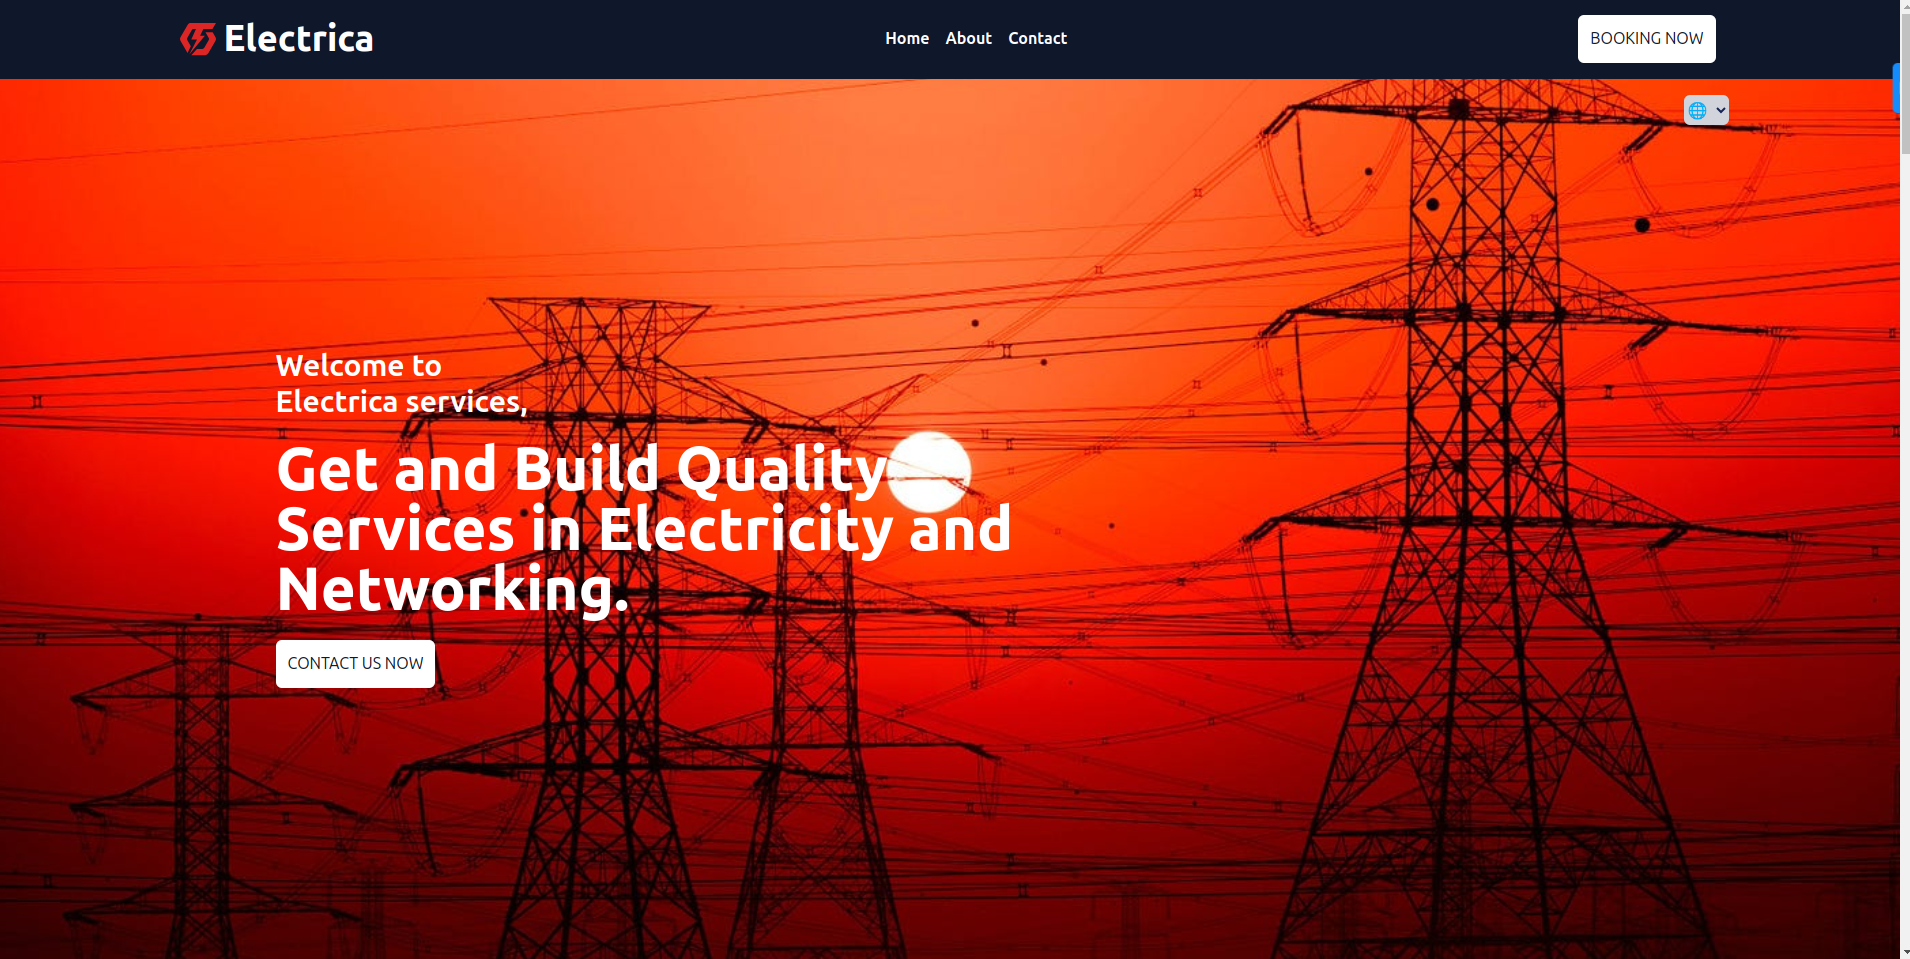 Electrica
Home About Contact
BOOKING NOW
Welcome to
Electrica services,
Get and Build Quality
Services in Electricity and
Networking.
CONTACT US NOW